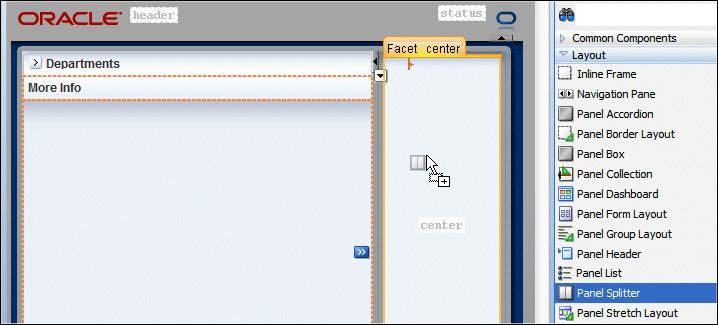 ORACLE
header
status
Facet center
Departments
More Info
center
Common Components
Layout
Inline Frame
Navigation Pane
Panel Accordion
Panel Border Layout
Panel Box
Panel Collection
Panel Dashboard
Panel Form Layout
Panel Group Layout
Panel Header
Panel List
Panel Splitter
Panel Stretch Layout